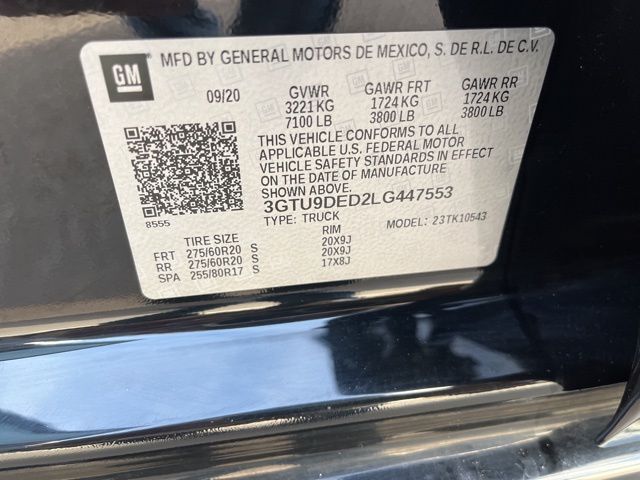 MFD BY GENERAL MOTORS DE MEXICO, S. DE R.L. DE C.V.
GM
09/20 GVWR GAWR FRT GAWR RR
3221 KG 1724 KG 1724 KG
7100 LB 3800 LB 3800 LB
THIS VEHICLE CONFORMS TO ALL
APPLICABLE U.S. FEDERAL MOTOR
VEHICLE SAFETY STANDARDS IN EFFECT
ON THE DATE OF MANUFACTURE
SHOWN ABOVE.
8555
3GTU9DED2LG447553
TYPE: TRUCK MODEL: 23TK10543
TIRE SIZE RIM
FRT 275/60R20 S 20X9J
RR 275/60R20 S 20X9J
SPA 255/80R17 S 17X8J